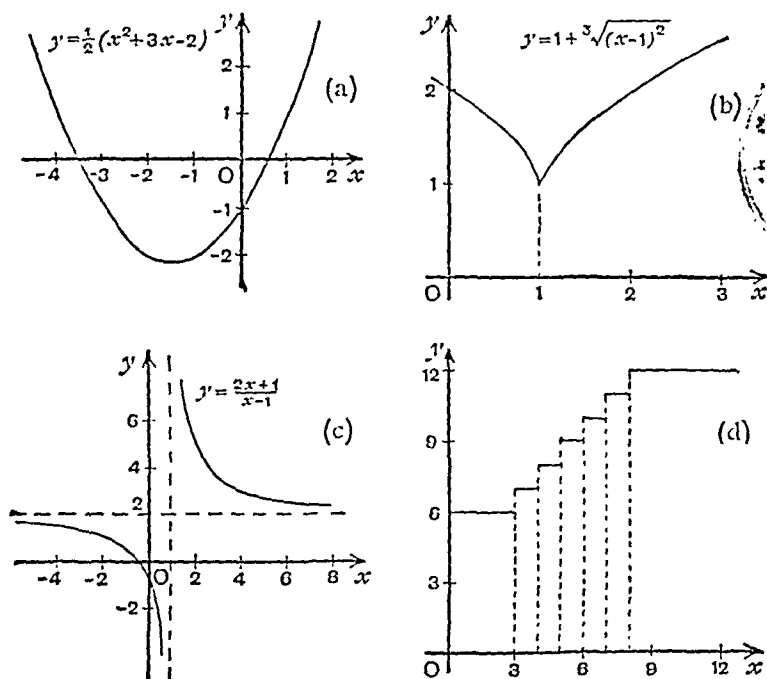 y
y=½(x²+3x-2)
2
(a)
1
-4 -3 -2 -1 O 1 2 x
-1
-2
y
y=1+³√(x-1)²
2
(b)
1
O 1 2 3 x
y
y=(2x+1)/(x-1)
6
(c)
4
2
-4 -2 O 2 4 6 8 x
-2
y
12
9
(d)
6
3
O 3 6 9 12 x